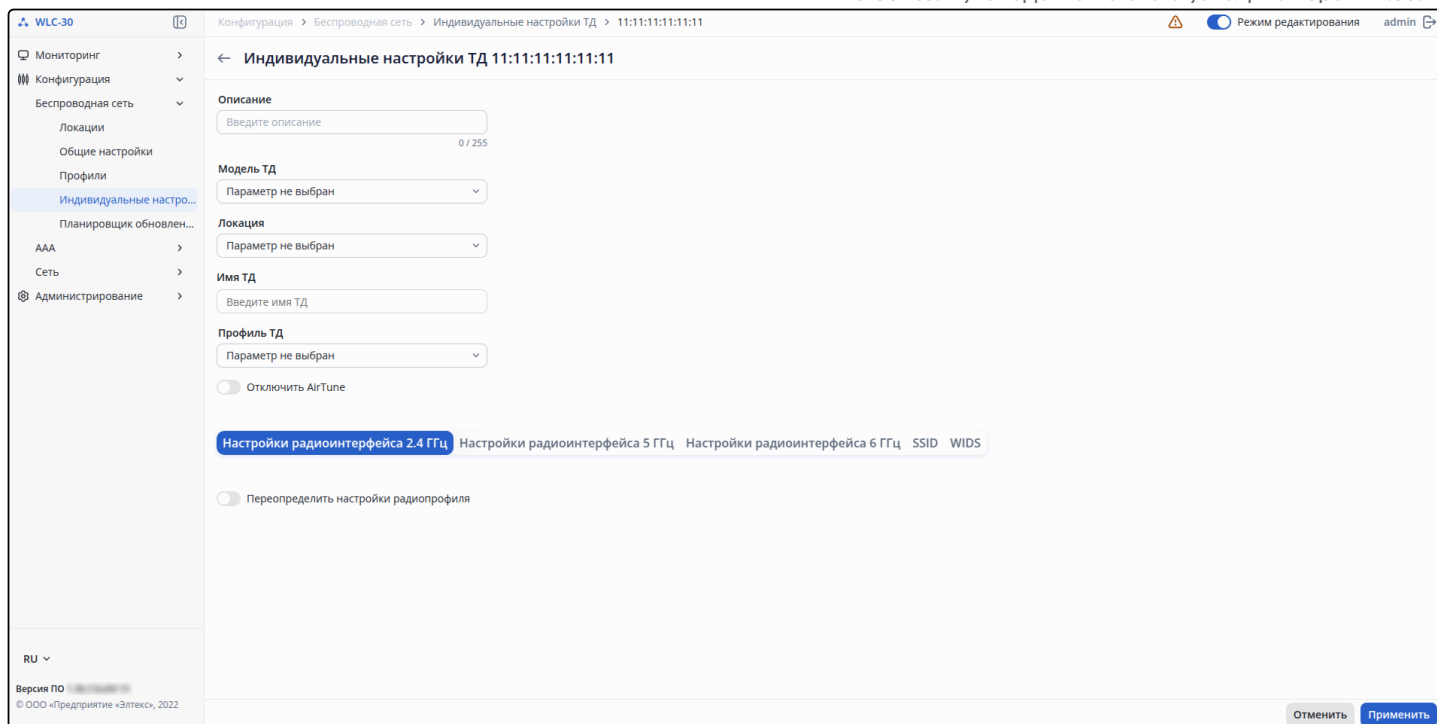 WLC-30
Конфигурация > Беспроводная сеть > Индивидуальные настройки ТД > 11:11:11:11:11:11
Режим редактирования
admin
Мониторинг
Конфигурация
Беспроводная сеть
Локации
Общие настройки
Профили
Индивидуальные настро...
Планировщик обновлен...
AAA
Сеть
Администрирование
Индивидуальные настройки ТД 11:11:11:11:11:11
Описание
Введите описание
0 / 255
Модель ТД
Параметр не выбран
Локация
Параметр не выбран
Имя ТД
Введите имя ТД
Профиль ТД
Параметр не выбран
Отключить AirTune
Настройки радиоинтерфейса 2.4 ГГц Настройки радиоинтерфейса 5 ГГц Настройки радиоинтерфейса 6 ГГц SSID WIDS
Переопределить настройки радиопрофиля
RU
Версия ПО
© ООО «Предприятие «Элтекс», 2022
Отменить Применить